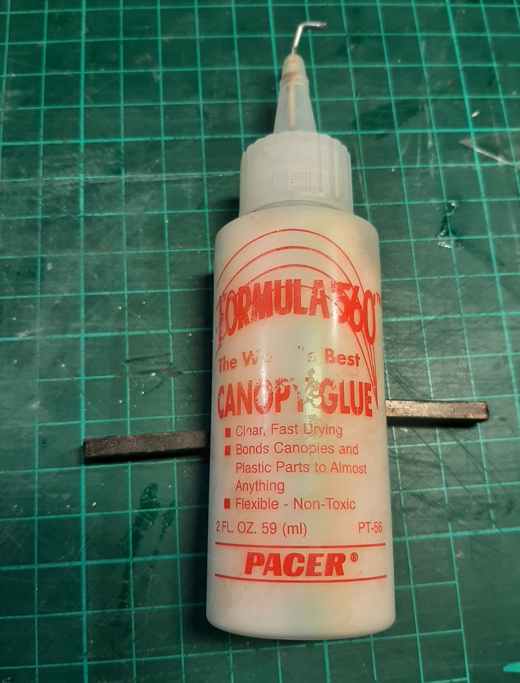 FORMULA 560™
The Best
CANOPY GLUE
■ Clear, Fast Drying
■ Bonds Canopies and
Plastic Parts to Almost
Anything
■ Flexible - Non-Toxic
2 FL. OZ. 59 (ml) PT-56
PACER®